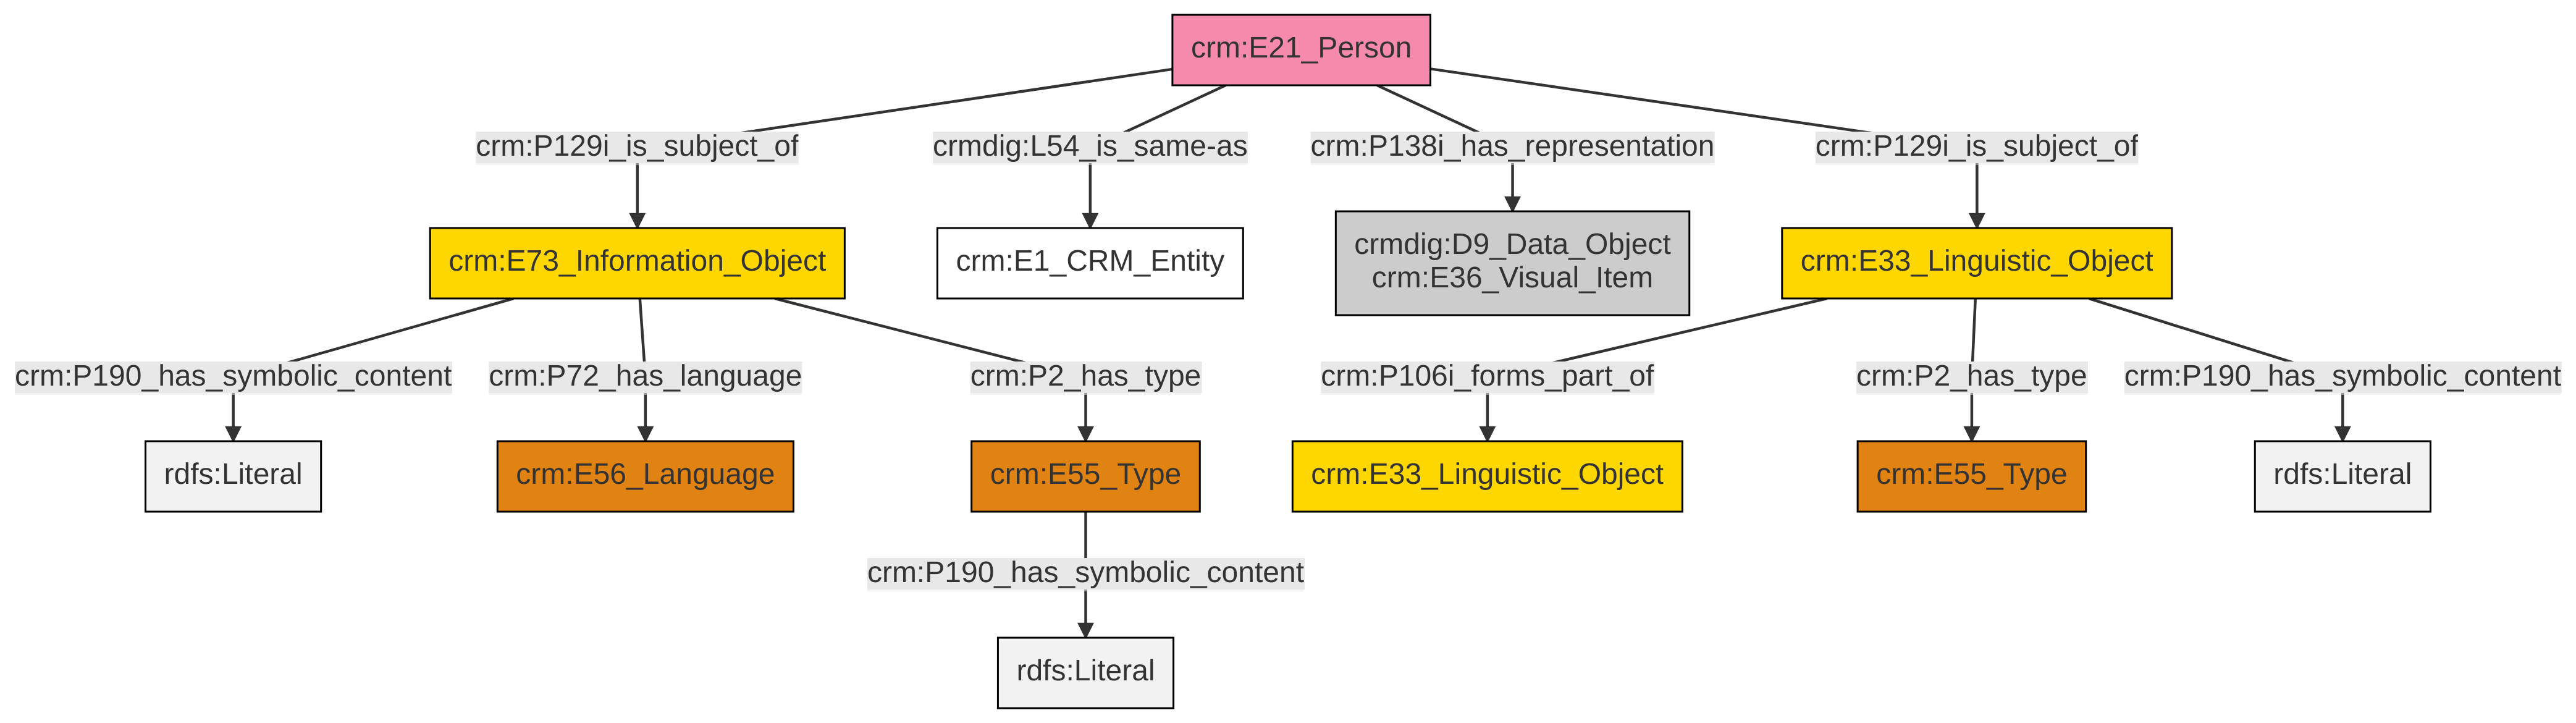 crm:E21_Person
crm:P129i_is_subject_of
crmdig:L54_is_same-as
crm:P138i_has_representation
crm:P129i_is_subject_of
crm:E73_Information_Object
crm:E1_CRM_Entity
crmdig:D9_Data_Object
crm:E36_Visual_Item
crm:E33_Linguistic_Object
crm:P190_has_symbolic_content
crm:P72_has_language
crm:P2_has_type
crm:P106i_forms_part_of
crm:P2_has_type
crm:P190_has_symbolic_content
rdfs:Literal
crm:E56_Language
crm:E55_Type
crm:E33_Linguistic_Object
crm:E55_Type
rdfs:Literal
crm:P190_has_symbolic_content
rdfs:Literal